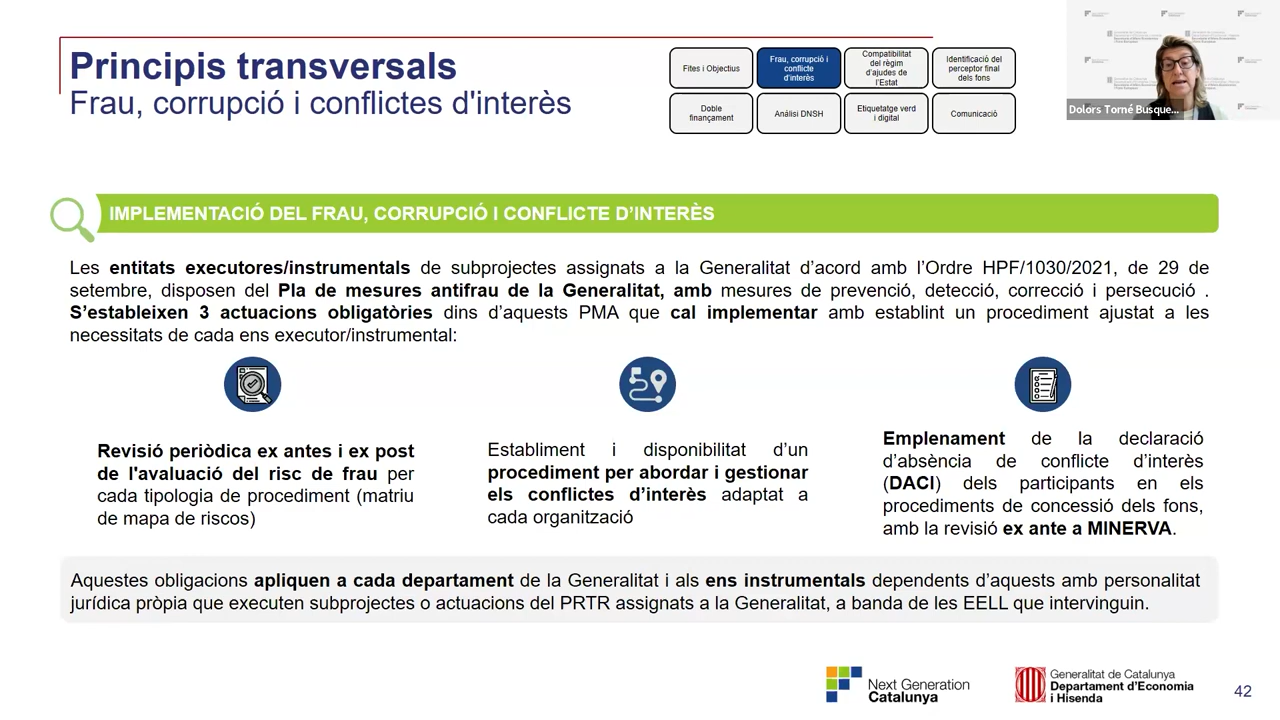 Principis transversals
Frau, corrupció i conflictes d'interès
Fites i Objectius
Frau, corrupció i
conflicte
d'interès
Compatibilitat
del règim
d'ajudes de
l'Estat
Identificació del
perceptor final
dels fons
Doble
finançament
Anàlisi DNSH
Etiquetatge verd
i digital
Comunicació
Dolors Torné Busque...
IMPLEMENTACIÓ DEL FRAU, CORRUPCIÓ I CONFLICTE D’INTERÈS
Les entitats executores/instrumentals de subprojectes assignats a la Generalitat d’acord amb l’Ordre HPF/1030/2021, de 29 de
setembre, disposen del Pla de mesures antifrau de la Generalitat, amb mesures de prevenció, detecció, correcció i persecució .
S’estableixen 3 actuacions obligatòries dins d’aquests PMA que cal implementar amb establint un procediment ajustat a les
necessitats de cada ens executor/instrumental:
Revisió periòdica ex antes i ex post
de l'avaluació del risc de frau per
cada tipologia de procediment (matriu
de mapa de riscos)
Establiment i disponibilitat d’un
procediment per abordar i gestionar
els conflictes d’interès adaptat a
cada organització
Emplenament de la declaració
d’absència de conflicte d’interès
(DACI) dels participants en els
procediments de concessió dels fons,
amb la revisió ex ante a MINERVA.
Aquestes obligacions apliquen a cada departament de la Generalitat i als ens instrumentals dependents d’aquests amb personalitat
jurídica pròpia que executen subprojectes o actuacions del PRTR assignats a la Generalitat, a banda de les EELL que intervinguin.
Next Generation
Catalunya
Generalitat de Catalunya
Departament d’Economia
i Hisenda
42